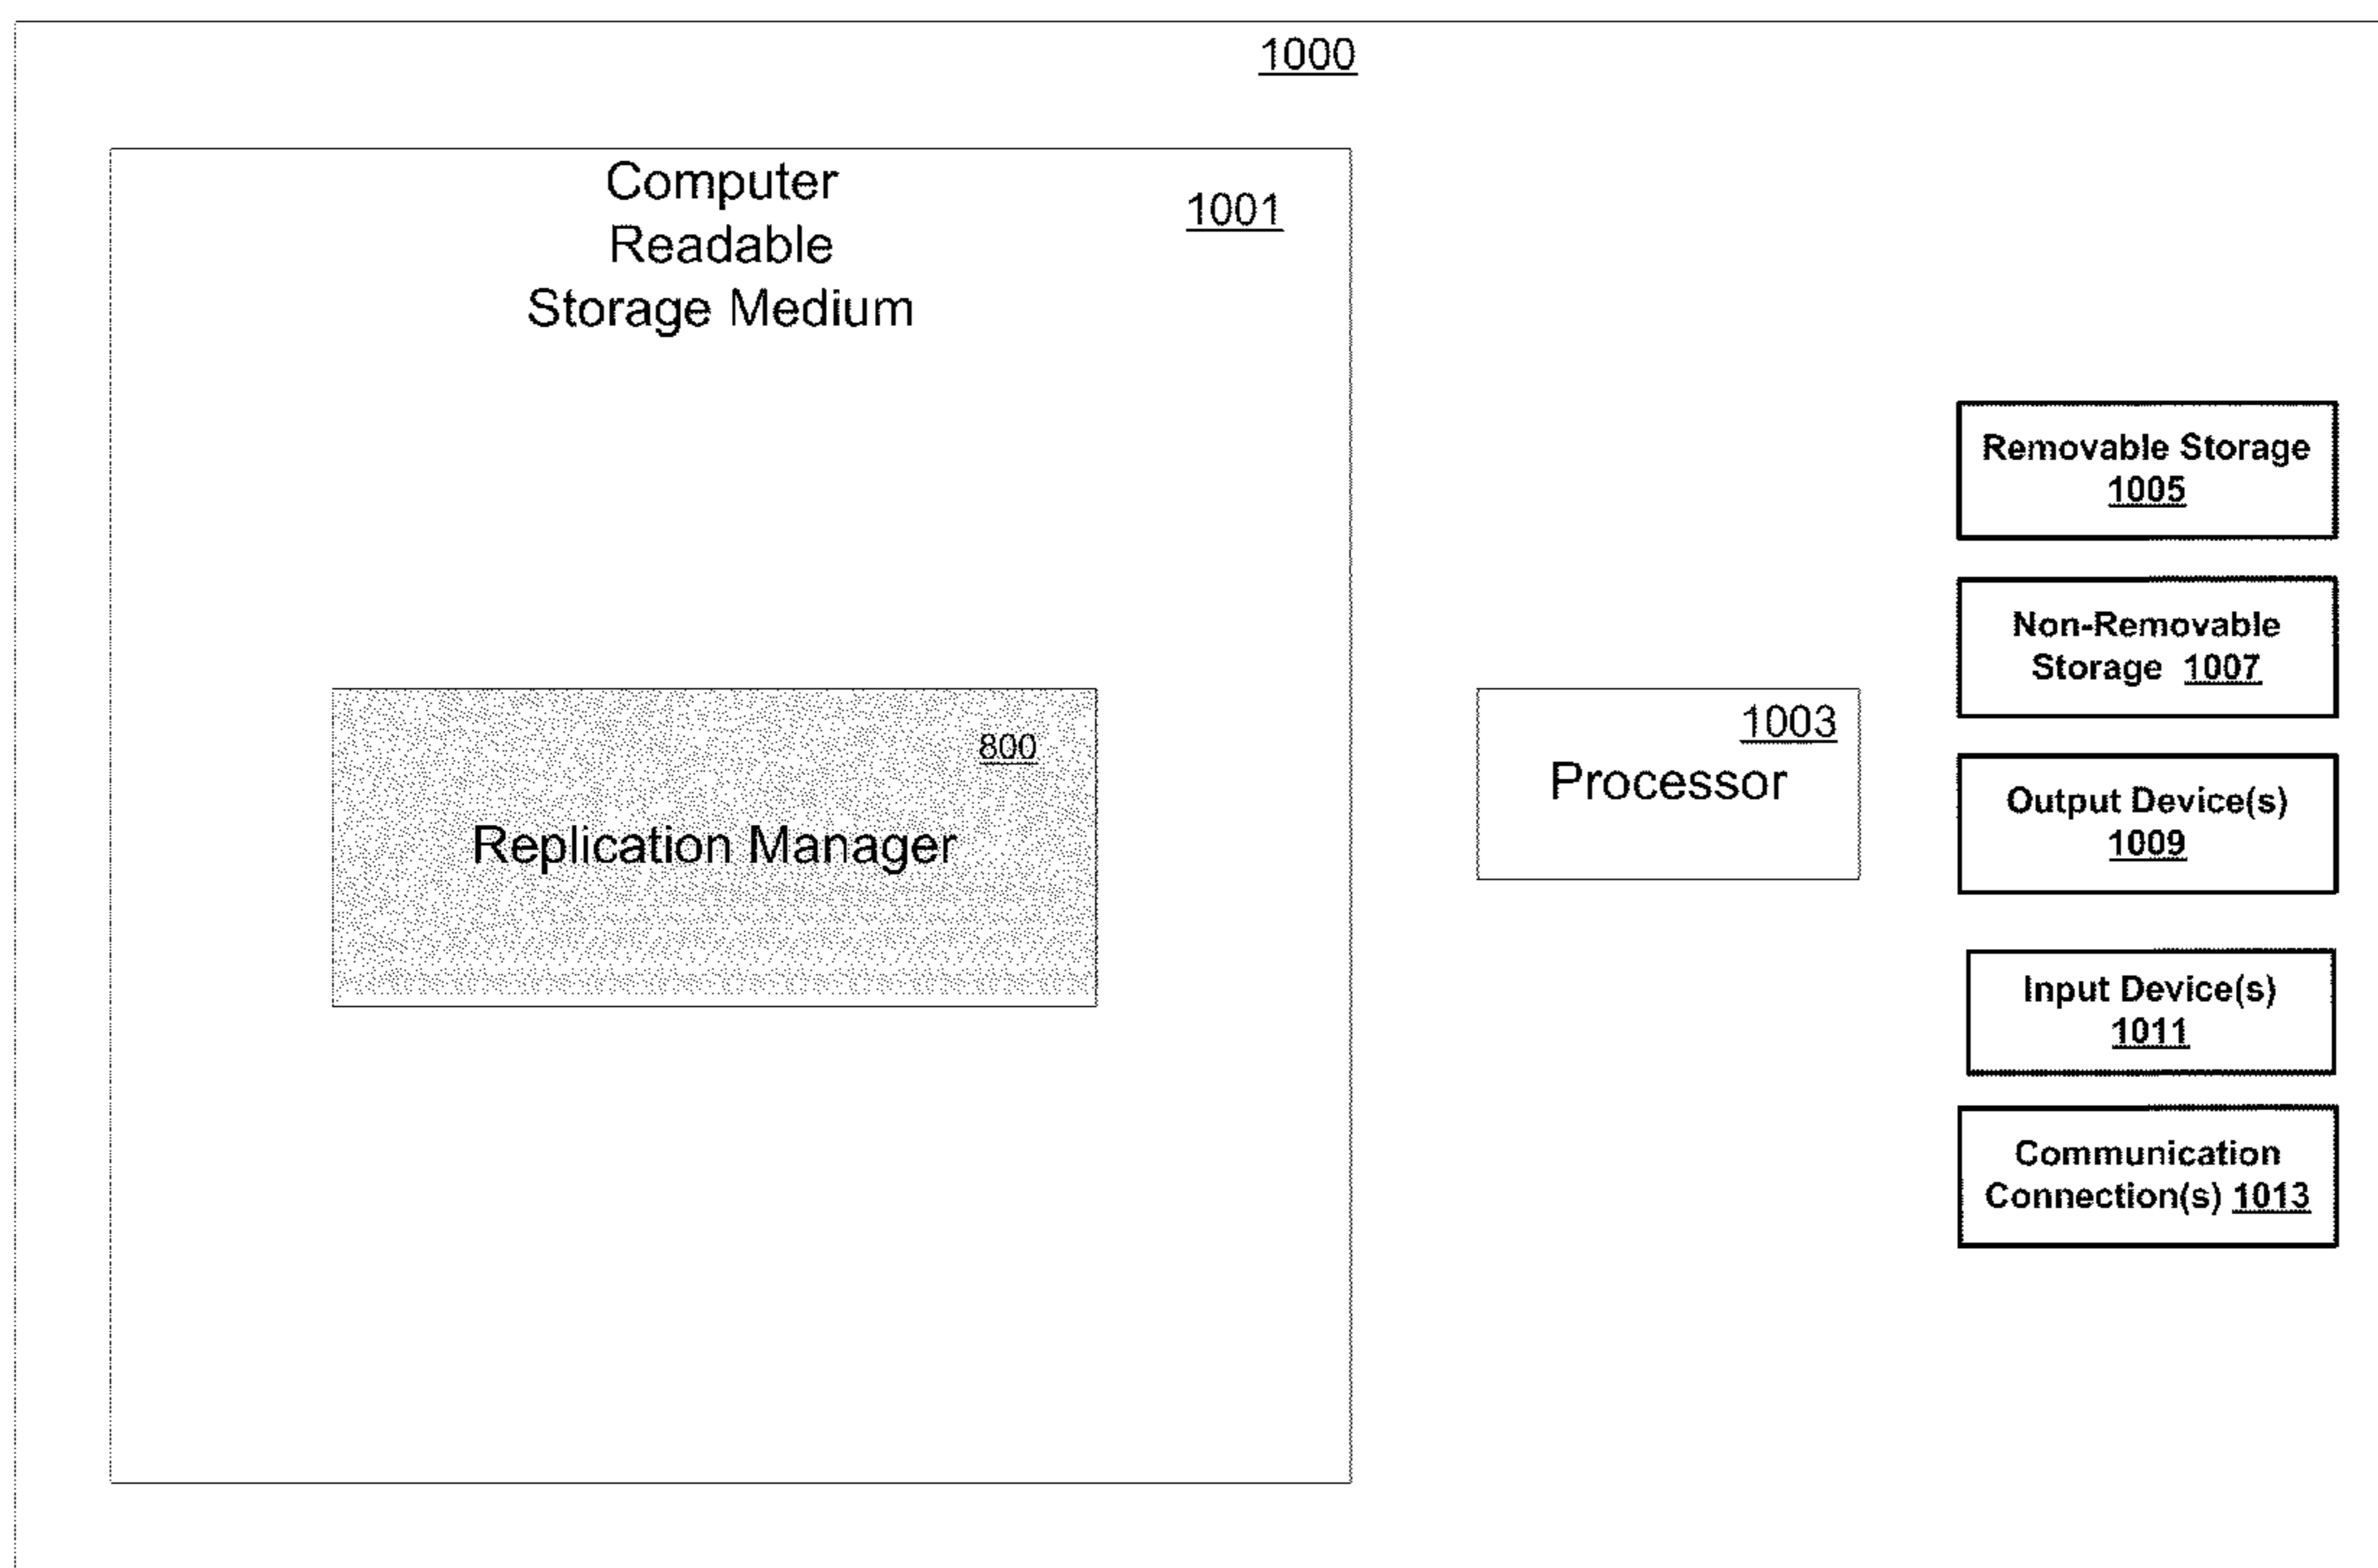 1000
Computer
Readable
Storage Medium
1001
800
Replication Manager
1003
Processor
Removable Storage
1005
Non-Removable
Storage 1007
Output Device(s)
1009
Input Device(s)
1011
Communication
Connection(s) 1013